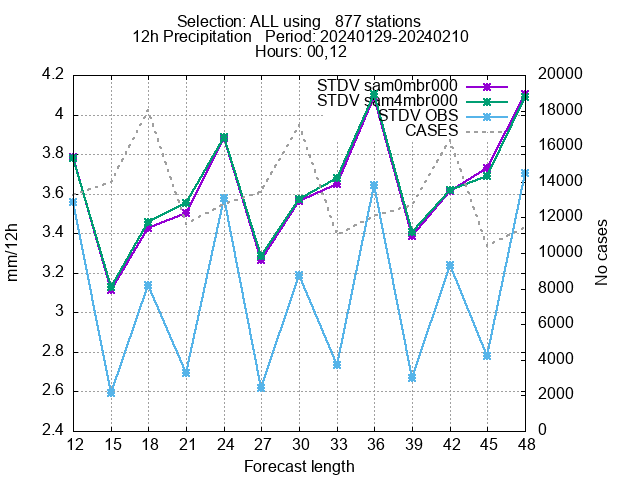 Selection: ALL using   877 stations
12h Precipitation   Period: 20240129-20240210
Hours: 00,12
STDV sam0mbr000
STDV sam4mbr000
STDV OBS
CASES
4.2
4
3.8
3.6
3.4
3.2
3
2.8
2.6
2.4
mm/12h
20000
18000
16000
14000
12000
10000
8000
6000
4000
2000
0
No cases
12 15 18 21 24 27 30 33 36 39 42 45 48
Forecast length